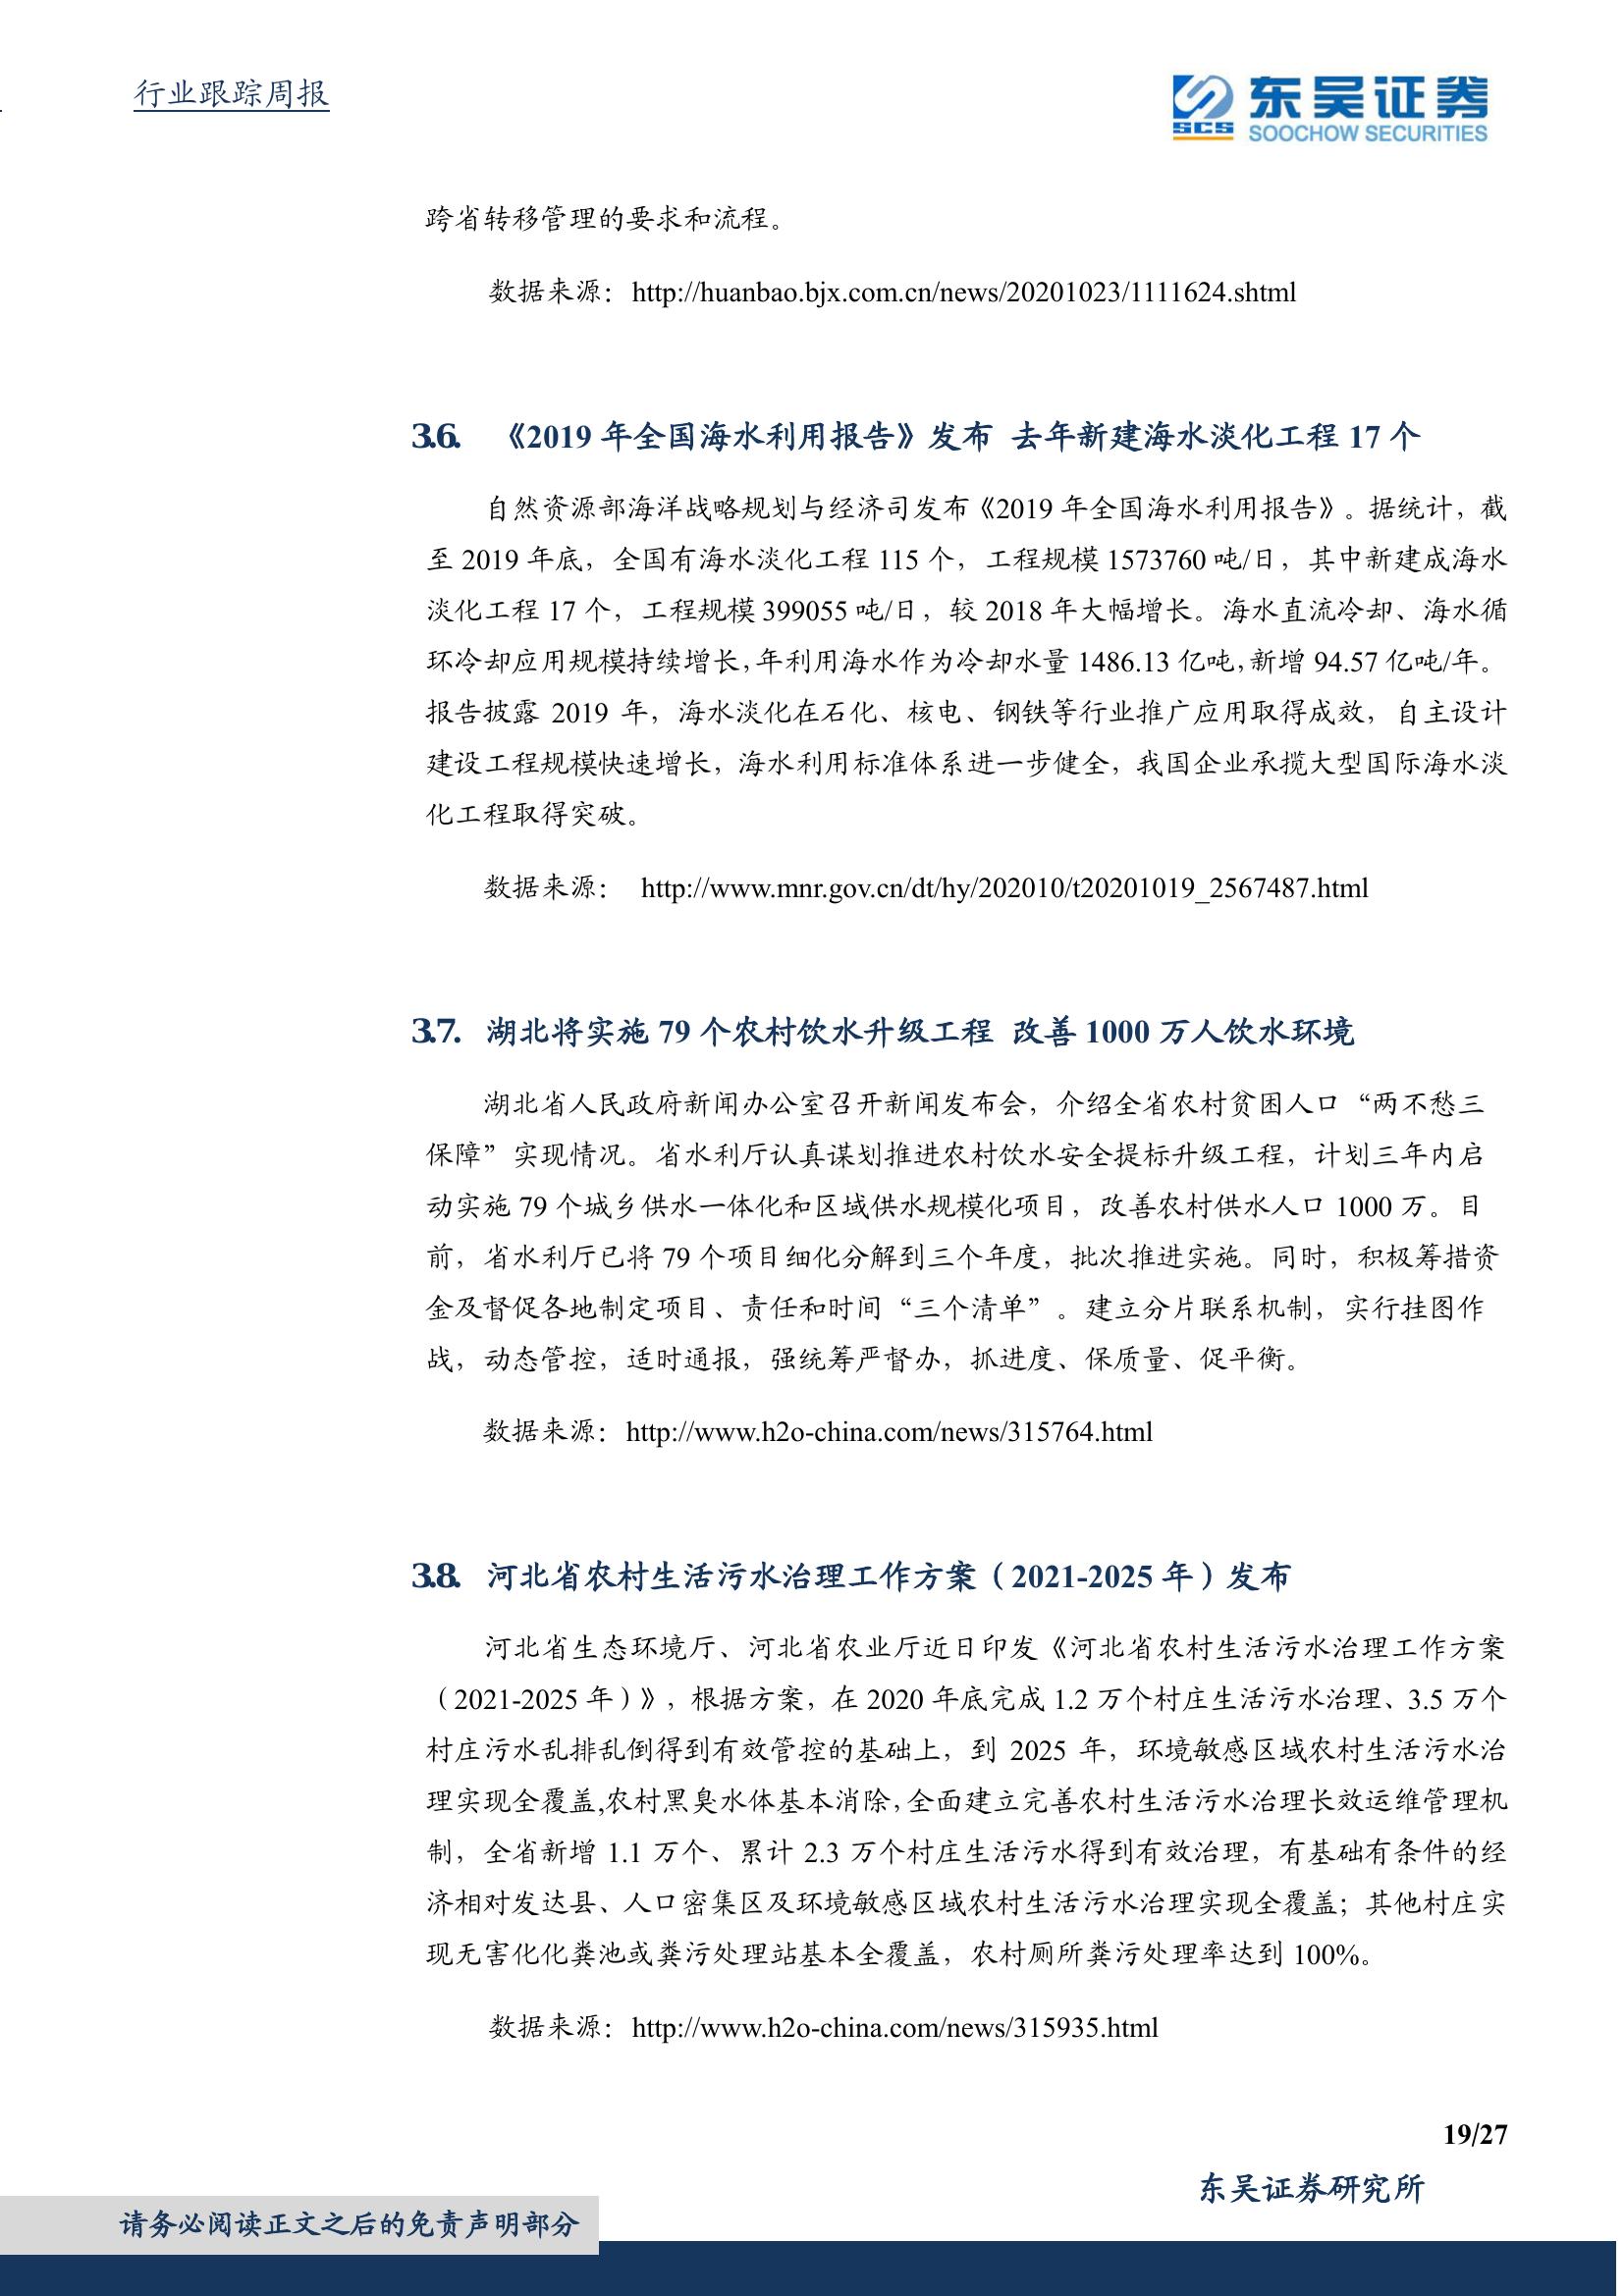 行业跟踪周报
东吴证券
SCS
SOOCHOW SECURITIES
跨省转移管理的要求和流程。
数据来源：http://huanbao.bjx.com.cn/news/20201023/1111624.shtml
3.6. 《2019 年全国海水利用报告》发布 去年新建海水淡化工程 17 个
自然资源部海洋战略规划与经济司发布《2019 年全国海水利用报告》。据统计，截
至 2019 年底，全国有海水淡化工程 115 个，工程规模 1573760 吨/日，其中新建成海水
淡化工程 17 个，工程规模 399055 吨/日，较 2018 年大幅增长。海水直流冷却、海水循
环冷却应用规模持续增长，年利用海水作为冷却水量 1486.13 亿吨，新增 94.57 亿吨/年。
报告披露 2019 年，海水淡化在石化、核电、钢铁等行业推广应用取得成效，自主设计
建设工程规模快速增长，海水利用标准体系进一步健全，我国企业承揽大型国际海水淡
化工程取得突破。
数据来源： http://www.mnr.gov.cn/dt/hy/202010/t20201019_2567487.html
3.7. 湖北将实施 79 个农村饮水升级工程 改善 1000 万人饮水环境
湖北省人民政府新闻办公室召开新闻发布会，介绍全省农村贫困人口“两不愁三
保障”实现情况。省水利厅认真谋划推进农村饮水安全提标升级工程，计划三年内启
动实施 79 个城乡供水一体化和区域供水规模化项目，改善农村供水人口 1000 万。目
前，省水利厅已将 79 个项目细化分解到三个年度，批次推进实施。同时，积极筹措资
金及督促各地制定项目、责任和时间“三个清单”。建立分片联系机制，实行挂图作
战，动态管控，适时通报，强统筹严督办，抓进度、保质量、促平衡。
数据来源：http://www.h2o-china.com/news/315764.html
3.8. 河北省农村生活污水治理工作方案（2021-2025 年）发布
河北省生态环境厅、河北省农业厅近日印发《河北省农村生活污水治理工作方案
（2021-2025 年）》，根据方案，在 2020 年底完成 1.2 万个村庄生活污水治理、3.5 万个
村庄污水乱排乱倒得到有效管控的基础上，到 2025 年，环境敏感区域农村生活污水治
理实现全覆盖,农村黑臭水体基本消除，全面建立完善农村生活污水治理长效运维管理机
制，全省新增 1.1 万个、累计 2.3 万个村庄生活污水得到有效治理，有基础有条件的经
济相对发达县、人口密集区及环境敏感区域农村生活污水治理实现全覆盖；其他村庄实
现无害化化粪池或粪污处理站基本全覆盖，农村厕所粪污处理率达到 100%。
数据来源：http://www.h2o-china.com/news/315935.html
19/27
东吴证券研究所
请务必阅读正文之后的免责声明部分